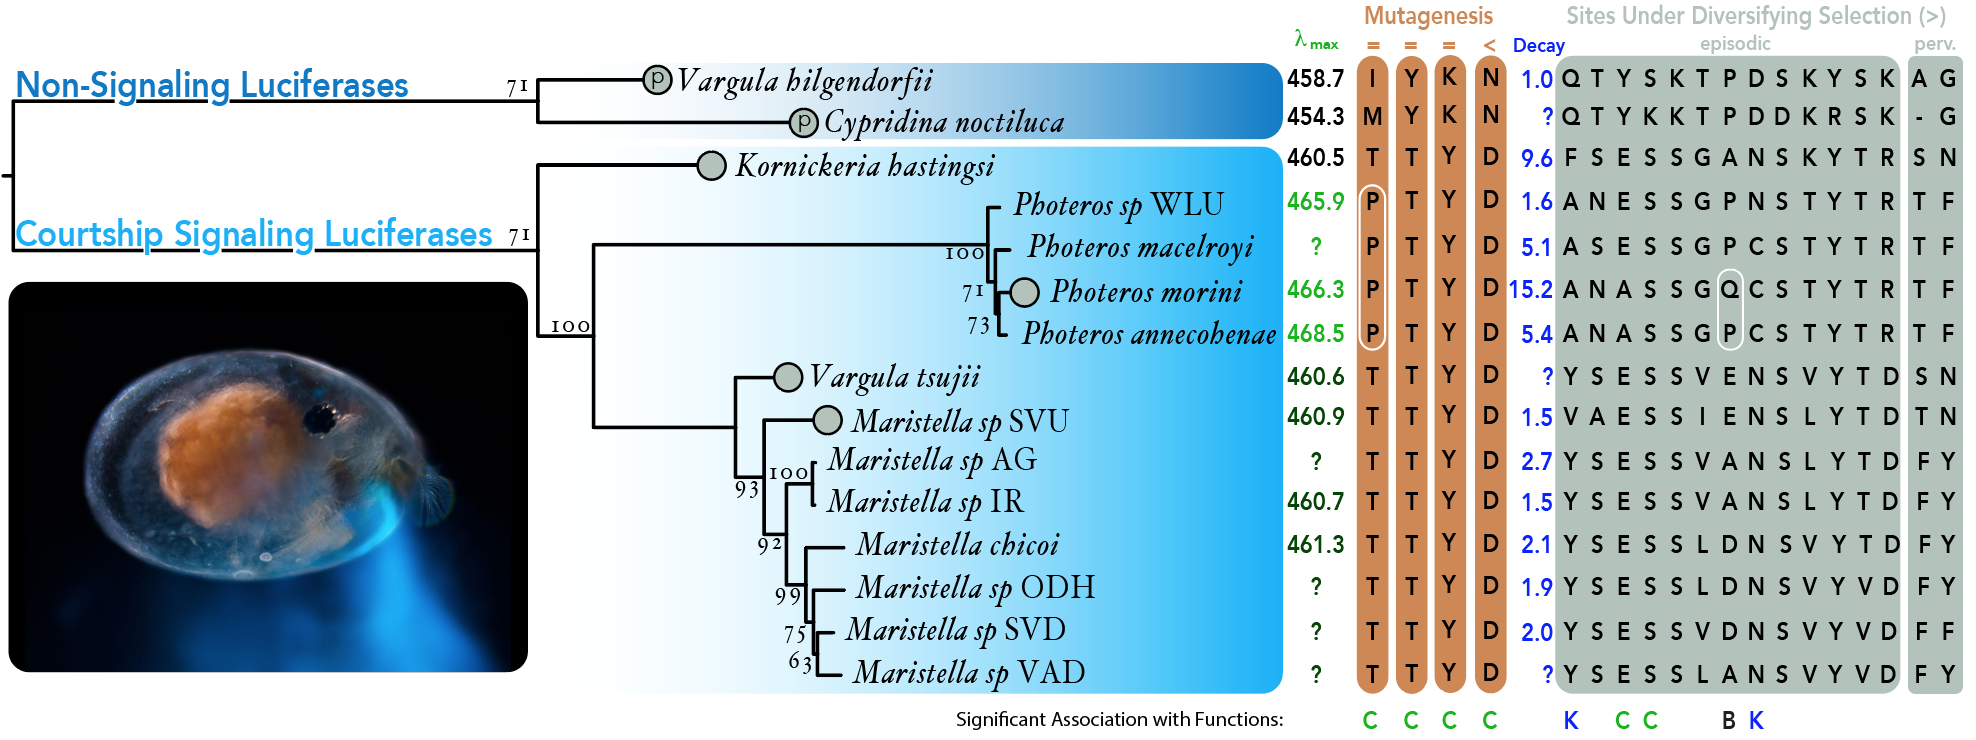 Mutagenesis Sites Under Diversifying Selection (>)
λmax = = = < Decay episodic perv.
Non-Signaling Luciferases
71 p Vargula hilgendorfii 458.7 I Y K N 1.0 Q T Y S K T P D S K Y S K A G
p Cypridina noctiluca 454.3 M Y K N ? Q T Y K K T P D D K R S K - G
Kornickeria hastingsi 460.5 T T Y D 9.6 F S E S S G A N S K Y T R S N
Photeros sp WLU 465.9 P T Y D 1.6 A N E S S G P N S T Y T R T F
Courtship Signaling Luciferases 71
100 Photeros macelroyi ? P T Y D 5.1 A S E S S G P C S T Y T R T F
71 Photeros morini 466.3 P T Y D 15.2 A N A S S G Q C S T Y T R T F
100 73 Photeros annecohenae 468.5 P T Y D 5.4 A N A S S G P C S T Y T R T F
Vargula tsujii 460.6 T T Y D ? Y S E S S V E N S V Y T D S N
Maristella sp SVU 460.9 T T Y D 1.5 V A E S S I E N S L Y T D T N
93 100 Maristella sp AG ? T T Y D 2.7 Y S E S S V A N S L Y T D F Y
Maristella sp IR 460.7 T T Y D 1.5 Y S E S S V A N S L Y T D F Y
92 Maristella chicoi 461.3 T T Y D 2.1 Y S E S S L D N S V Y T D F Y
99 Maristella sp ODH ? T T Y D 1.9 Y S E S S L D N S V Y V D F Y
75 Maristella sp SVD ? T T Y D 2.0 Y S E S S V D N S V Y V D F F
63 Maristella sp VAD ? T T Y D ? Y S E S S L A N S V Y V D F Y
Significant Association with Functions: C C C C K C C B K